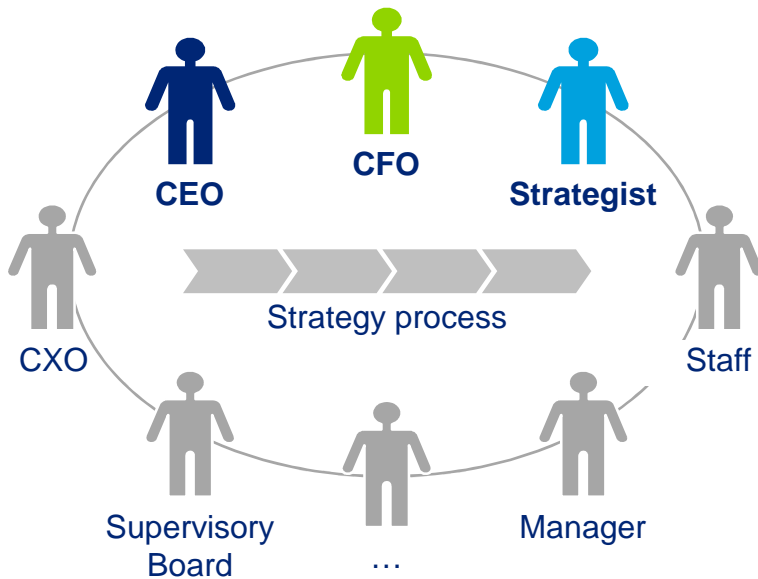 CEO
CFO
Strategist
Strategy process
CXO
Staff
Supervisory
Board
...
Manager